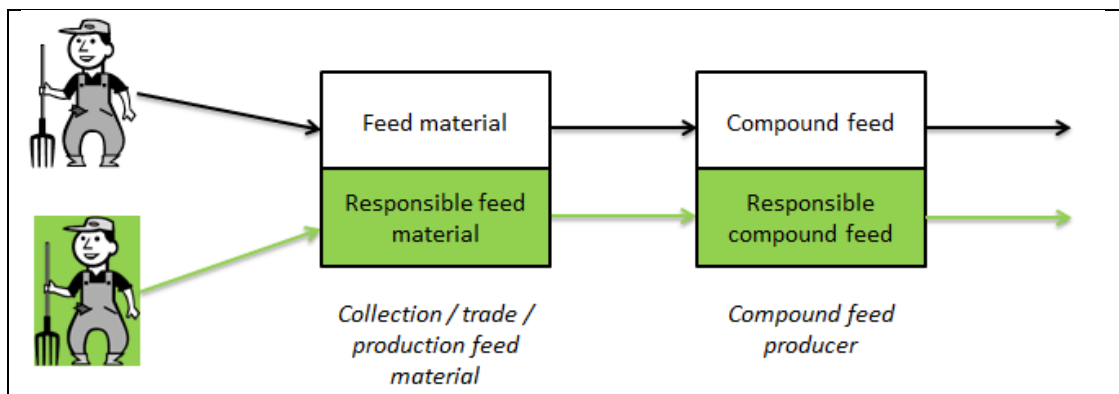 Feed material
Compound feed
Responsible feed
material
Responsible
compound feed
Collection / trade /
production feed
material
Compound feed
producer